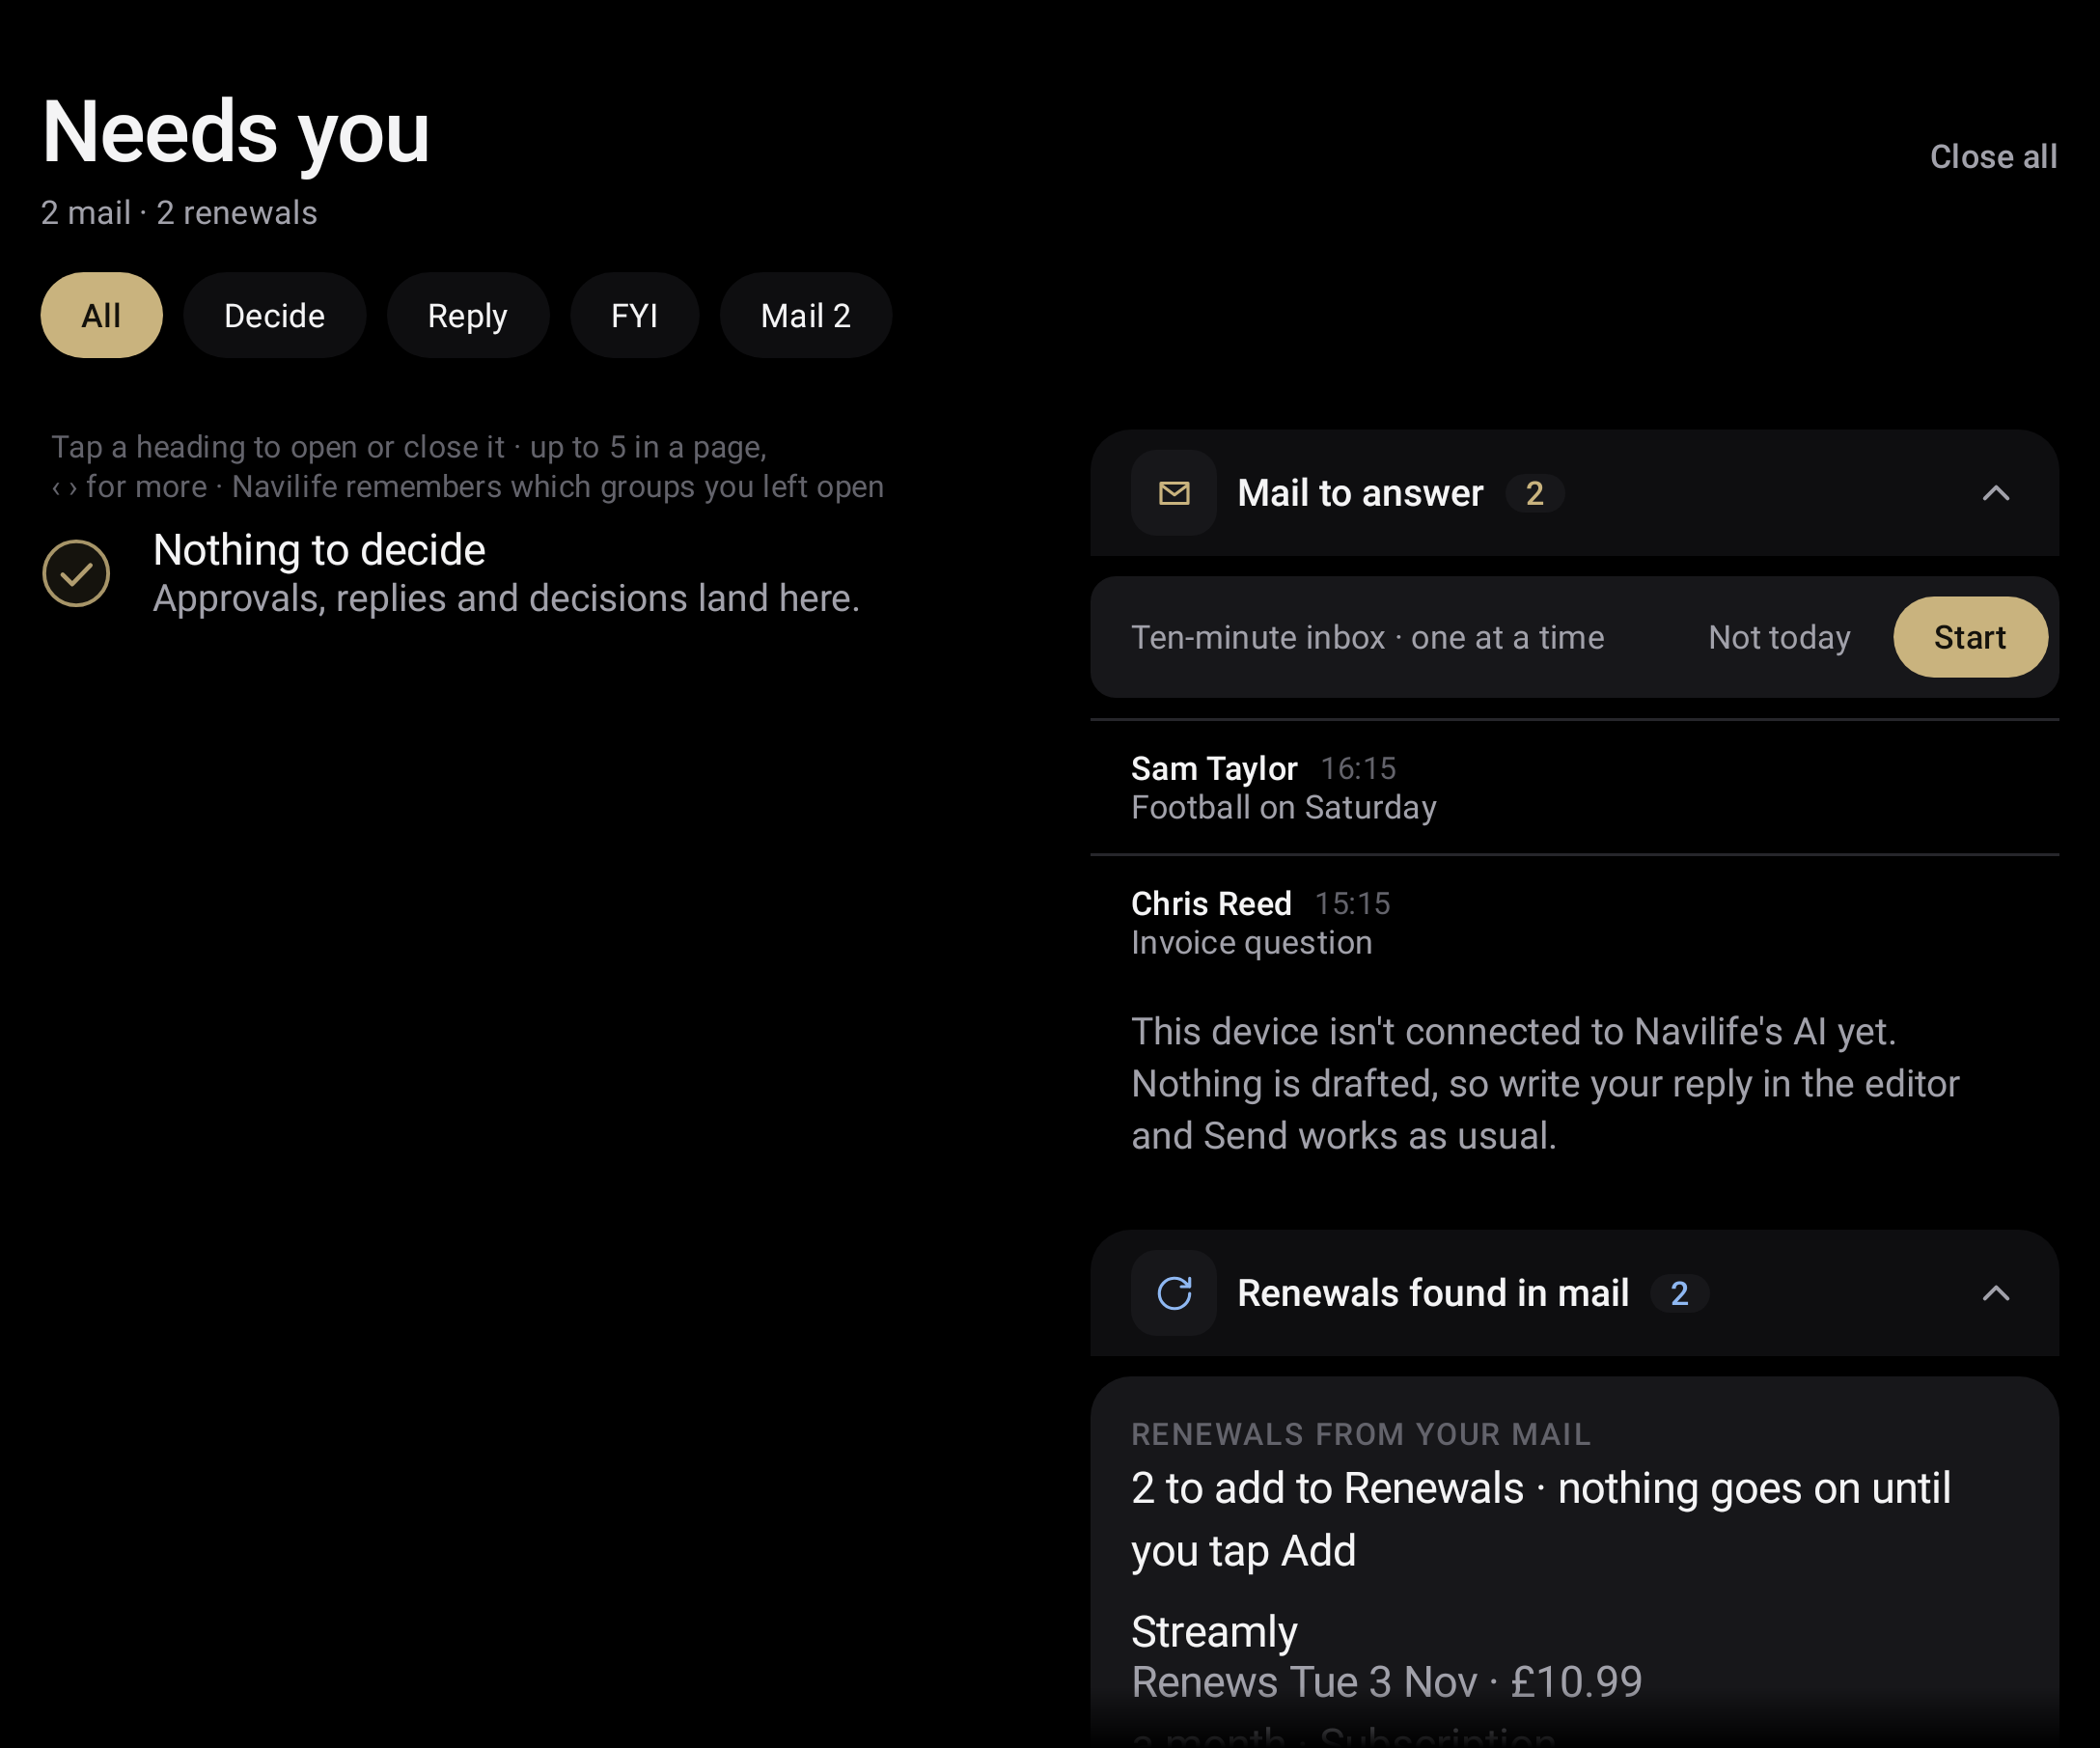 Needs you
Close all
2 mail · 2 renewals
All
Decide
Reply
FYI
Mail 2
Tap a heading to open or close it · up to 5 in a page,
‹ › for more · Navilife remembers which groups you left open
Nothing to decide
Approvals, replies and decisions land here.
Mail to answer 2
Ten-minute inbox · one at a time
Not today
Start
Sam Taylor 16:15
Football on Saturday
Chris Reed 15:15
Invoice question
This device isn't connected to Navilife's AI yet.
Nothing is drafted, so write your reply in the editor
and Send works as usual.
Renewals found in mail 2
RENEWALS FROM YOUR MAIL
2 to add to Renewals · nothing goes on until
you tap Add
Streamly
Renews Tue 3 Nov · £10.99
a month · Subscription